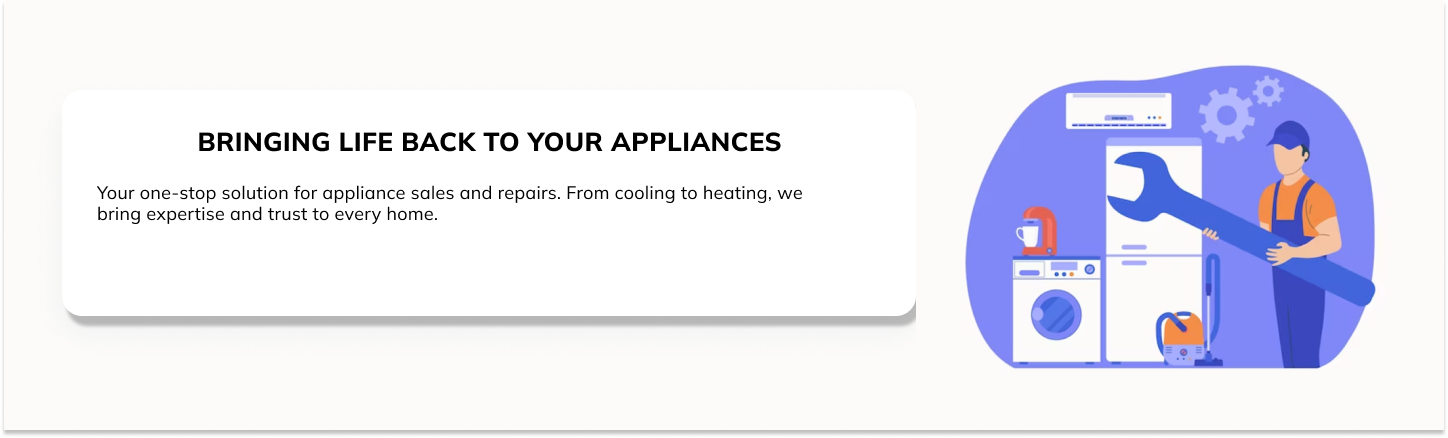 BRINGING LIFE BACK TO YOUR APPLIANCES
Your one-stop solution for appliance sales and repairs. From cooling to heating, we
bring expertise and trust to every home.